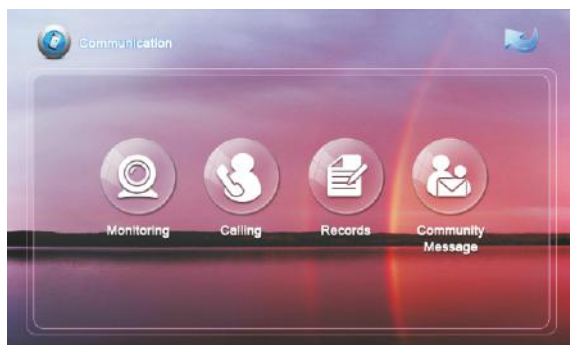 Communication
Monitoring
Calling
Records
Community
Message